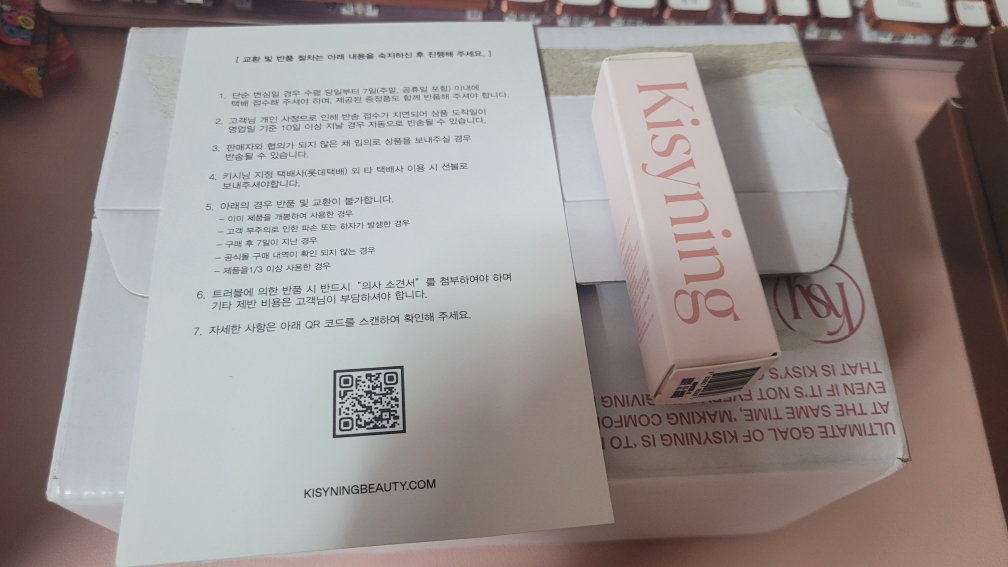 [ 교환 및 반품 절차는 아래 내용을 숙지하신 후 진행해 주세요. ]
1. 단순 변심일 경우 수령 당일부터 7일(주말, 공휴일 포함) 이내에
택배 접수해 주셔야 하며, 제공된 증정품도 함께 반품해 주셔야 합니다.
2. 고객님 개인 사정으로 인해 반송 접수가 지연되어 상품 도착일이
영업일 기준 10일 이상 지날 경우 자동으로 반송될 수 있습니다.
3. 판매자와 협의가 되지 않은 채 임의로 상품을 보내주실 경우
반송될 수 있습니다.
4. 키시닝 지정 택배사(롯데택배) 외 타 택배사 이용 시 선불로
보내주셔야합니다.
5. 아래의 경우 반품 및 교환이 불가합니다.
– 이미 제품을 개봉하여 사용한 경우
– 고객 부주의로 인한 파손 또는 하자가 발생한 경우
– 구매 후 7일이 지난 경우
– 공식몰 구매 내역이 확인 되지 않는 경우
– 제품을1/3 이상 사용한 경우
6. 트러블에 의한 반품 시 반드시 “의사 소견서” 를 첨부하여야 하며
기타 제반 비용은 고객님이 부담하셔야 합니다.
7. 자세한 사항은 아래 QR 코드를 스캔하여 확인해 주세요.
KISYNINGBEAUTY.COM
Kisyning
ULTIMATE GOAL OF KISYNING IS 'TO
AT THE SAME TIME, 'MAKING COMFO
EVEN IF IT'S NOT EVERY GIVING
THAT IS KISY'S